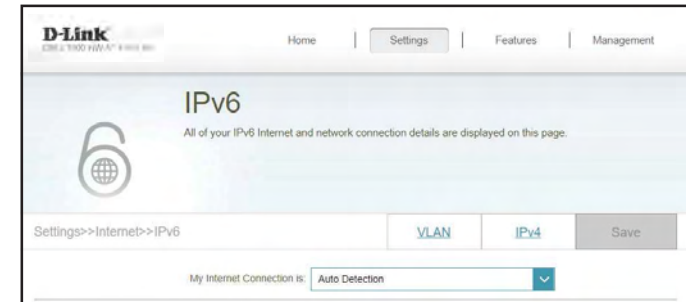 D-Link
Home | Settings | Features | Management
IPv6
All of your IPv6 Internet and network connection details are displayed on this page.
Settings>>Internet>>IPv6 VLAN IPv4 Save
My Internet Connection is: Auto Detection